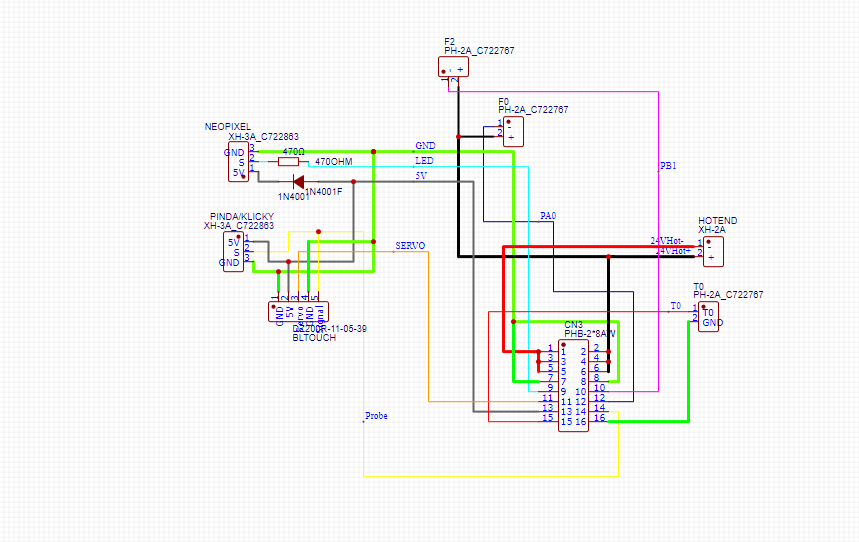 F2
PH-2A_C722767
- +
1 2
F0
PH-2A_C722767
1 -
2 +
NEOPIXEL
XH-3A_C722863
GND 3
S 2
5V 1
470Ω
470OHM
GND
LED
5V
1N4001
1N4001F
PB1
PINDA/KLICKY
XH-3A_C722863
5V 1
S 2
GND 3
SERVO
PA0
HOTEND
XH-2A
24VHot- 1 -
24VHot+ 2 +
T0
PH-2A_C722767
T0 1 T0
2 GND
1 2 3 4 5
GND 5V servo GND
BLTOUCH
CN3
PHB-2*8AW
1 1 2 2
3 3 4 4
5 5 6 6
7 7 8 8
9 9 10 10
11 11 12 12
13 13 14 14
15 15 16 16
Probe